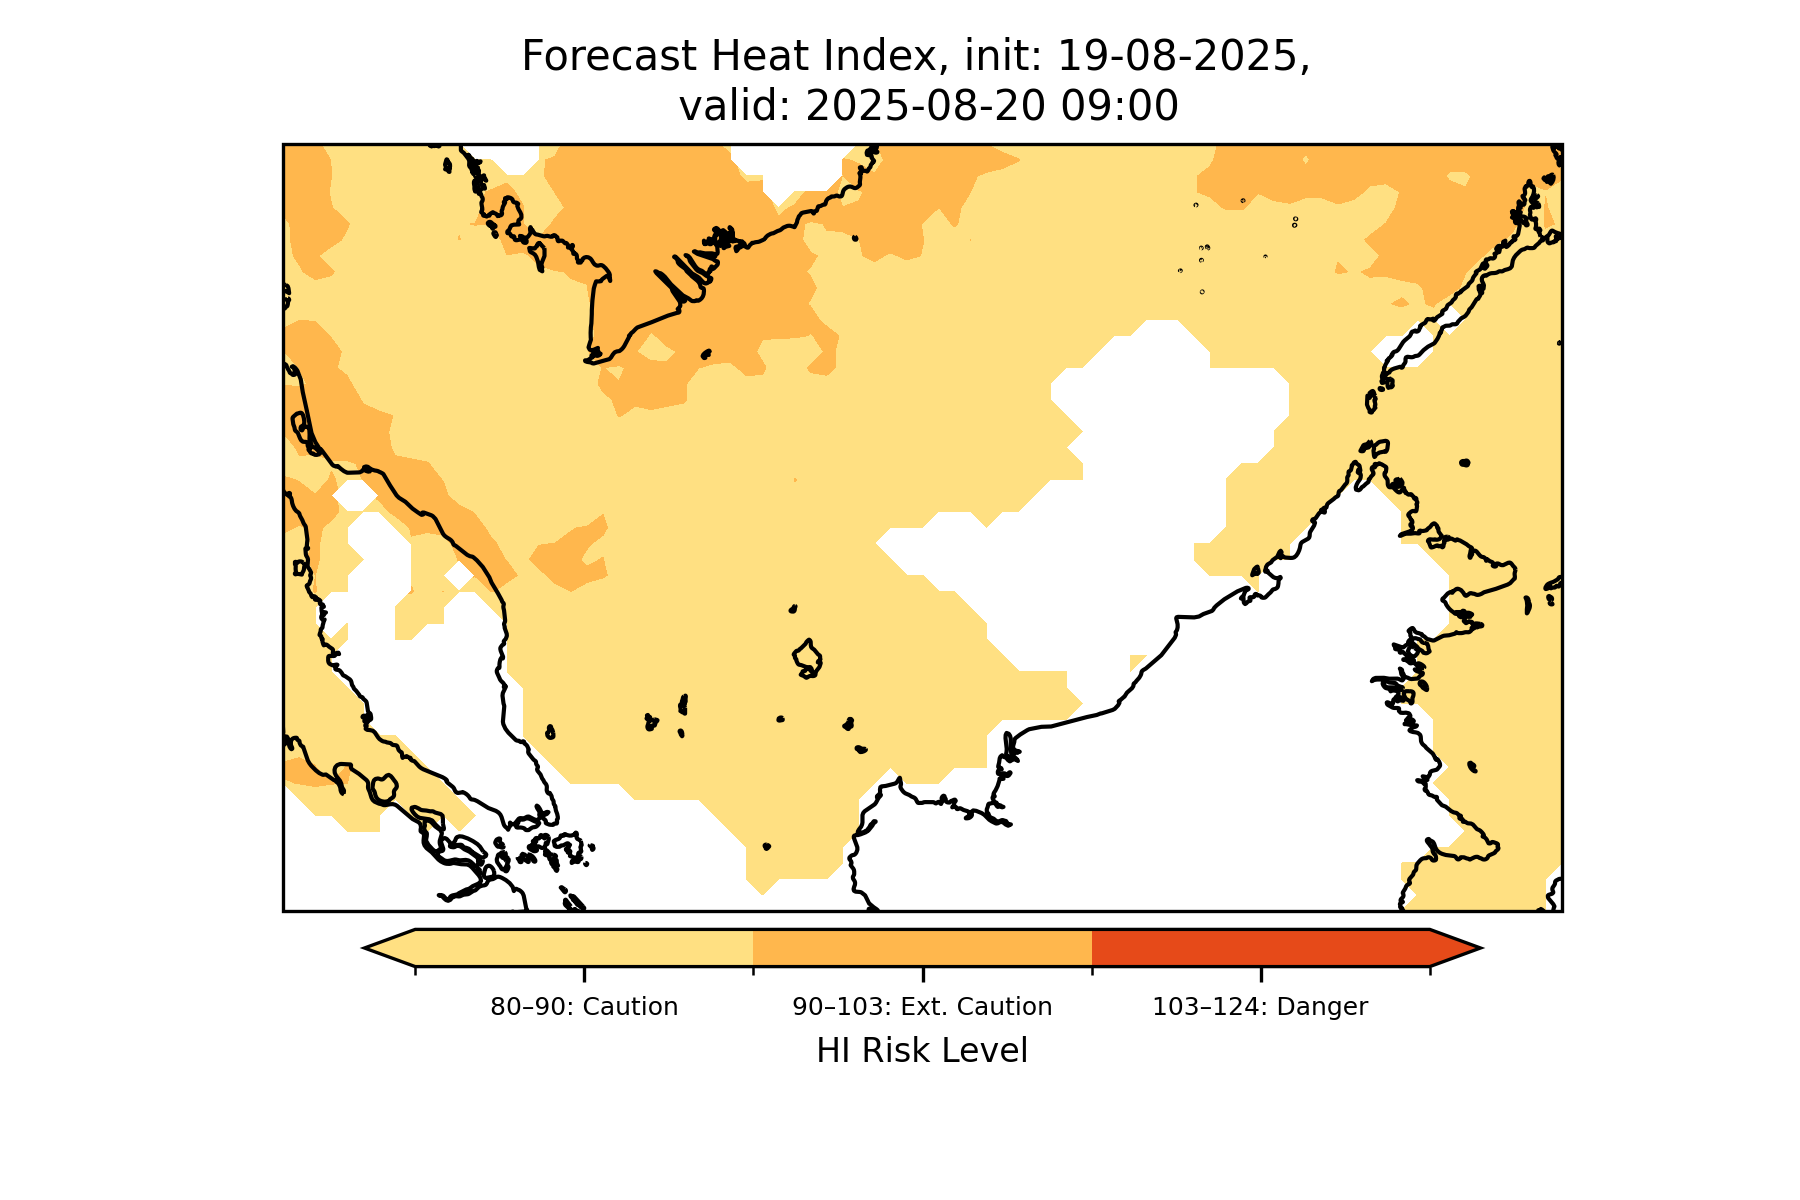 Forecast Heat Index, init: 19-08-2025,
valid: 2025-08-20 09:00
80–90: Caution
90–103: Ext. Caution
103–124: Danger
HI Risk Level